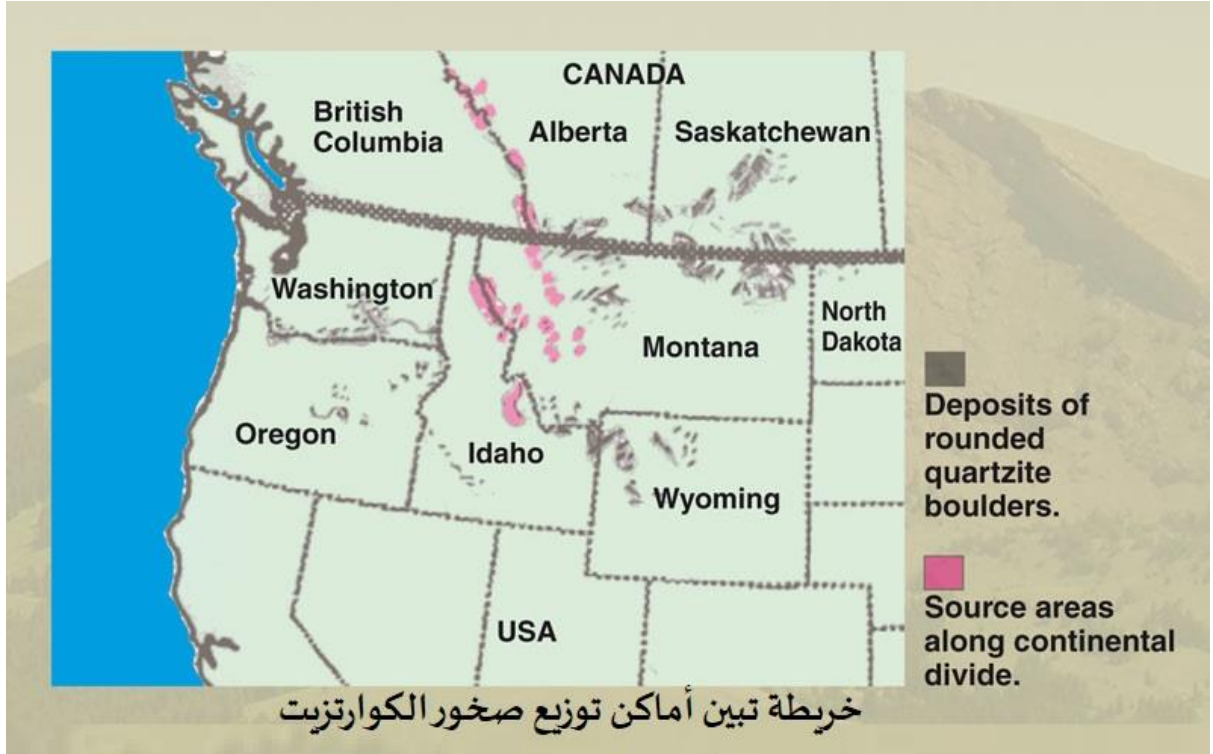 CANADA
British
Columbia
Alberta
Saskatchewan
Washington
Montana
North
Dakota
Oregon
Idaho
Wyoming
USA
Deposits of
rounded
quartzite
boulders.
Source areas
along continental
divide.
خريطة تبين أماكن توزيع صخور الكوارتزيت